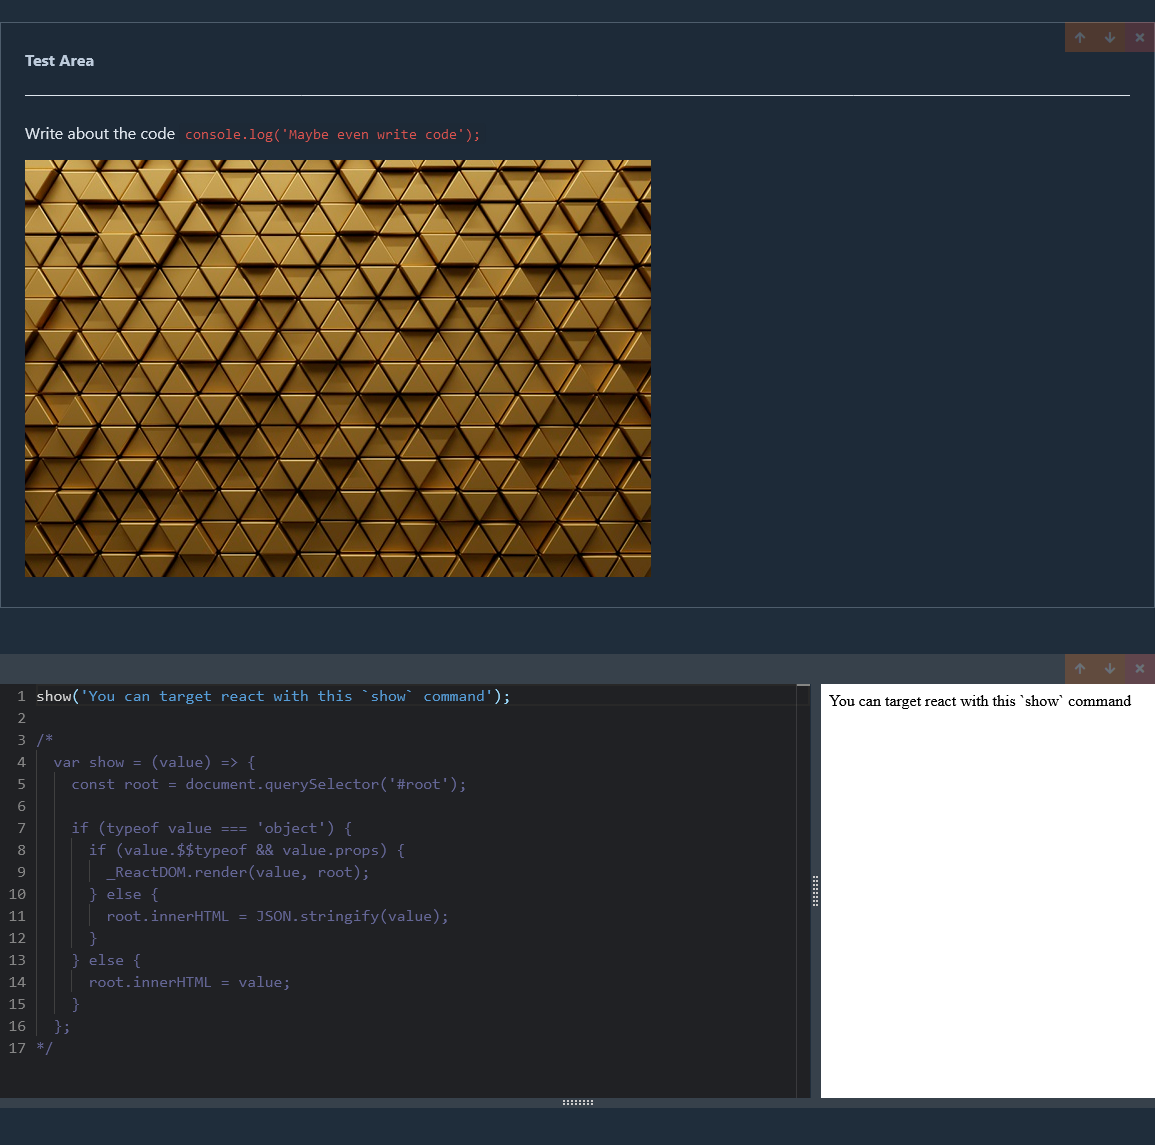 Test Area
Write about the code console.log('Maybe even write code');
1 show('You can target react with this `show` command');
2
3 /*
4 var show = (value) => {
5 const root = document.querySelector('#root');
6
7 if (typeof value === 'object') {
8 if (value.$$typeof && value.props) {
9 _ReactDOM.render(value, root);
10 } else {
11 root.innerHTML = JSON.stringify(value);
12 }
13 } else {
14 root.innerHTML = value;
15 }
16 };
17 */
You can target react with this `show` command